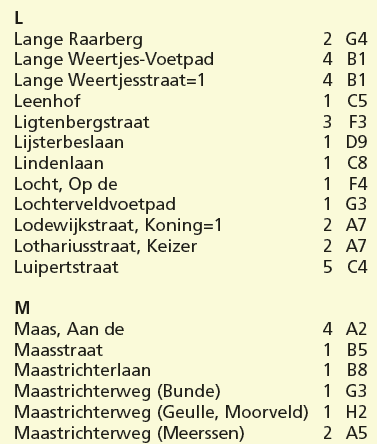 L
Lange Raarberg 2 G4
Lange Weertjes-Voetpad 4 B1
Lange Weertjesstraat=1 4 B1
Leenhof 1 C5
Ligtenbergstraat 3 F3
Lijsterbeslaan 1 D9
Lindenlaan 1 C8
Locht, Op de 1 F4
Lochterveldvoetpad 1 G3
Lodewijkstraat, Koning=1 2 A7
Lothariusstraat, Keizer 2 A7
Luipertstraat 5 C4
M
Maas, Aan de 4 A2
Maasstraat 1 B5
Maastrichterlaan 1 B8
Maastrichterweg (Bunde) 1 G3
Maastrichterweg (Geulle, Moorveld) 1 H2
Maastrichterweg (Meerssen) 2 A5